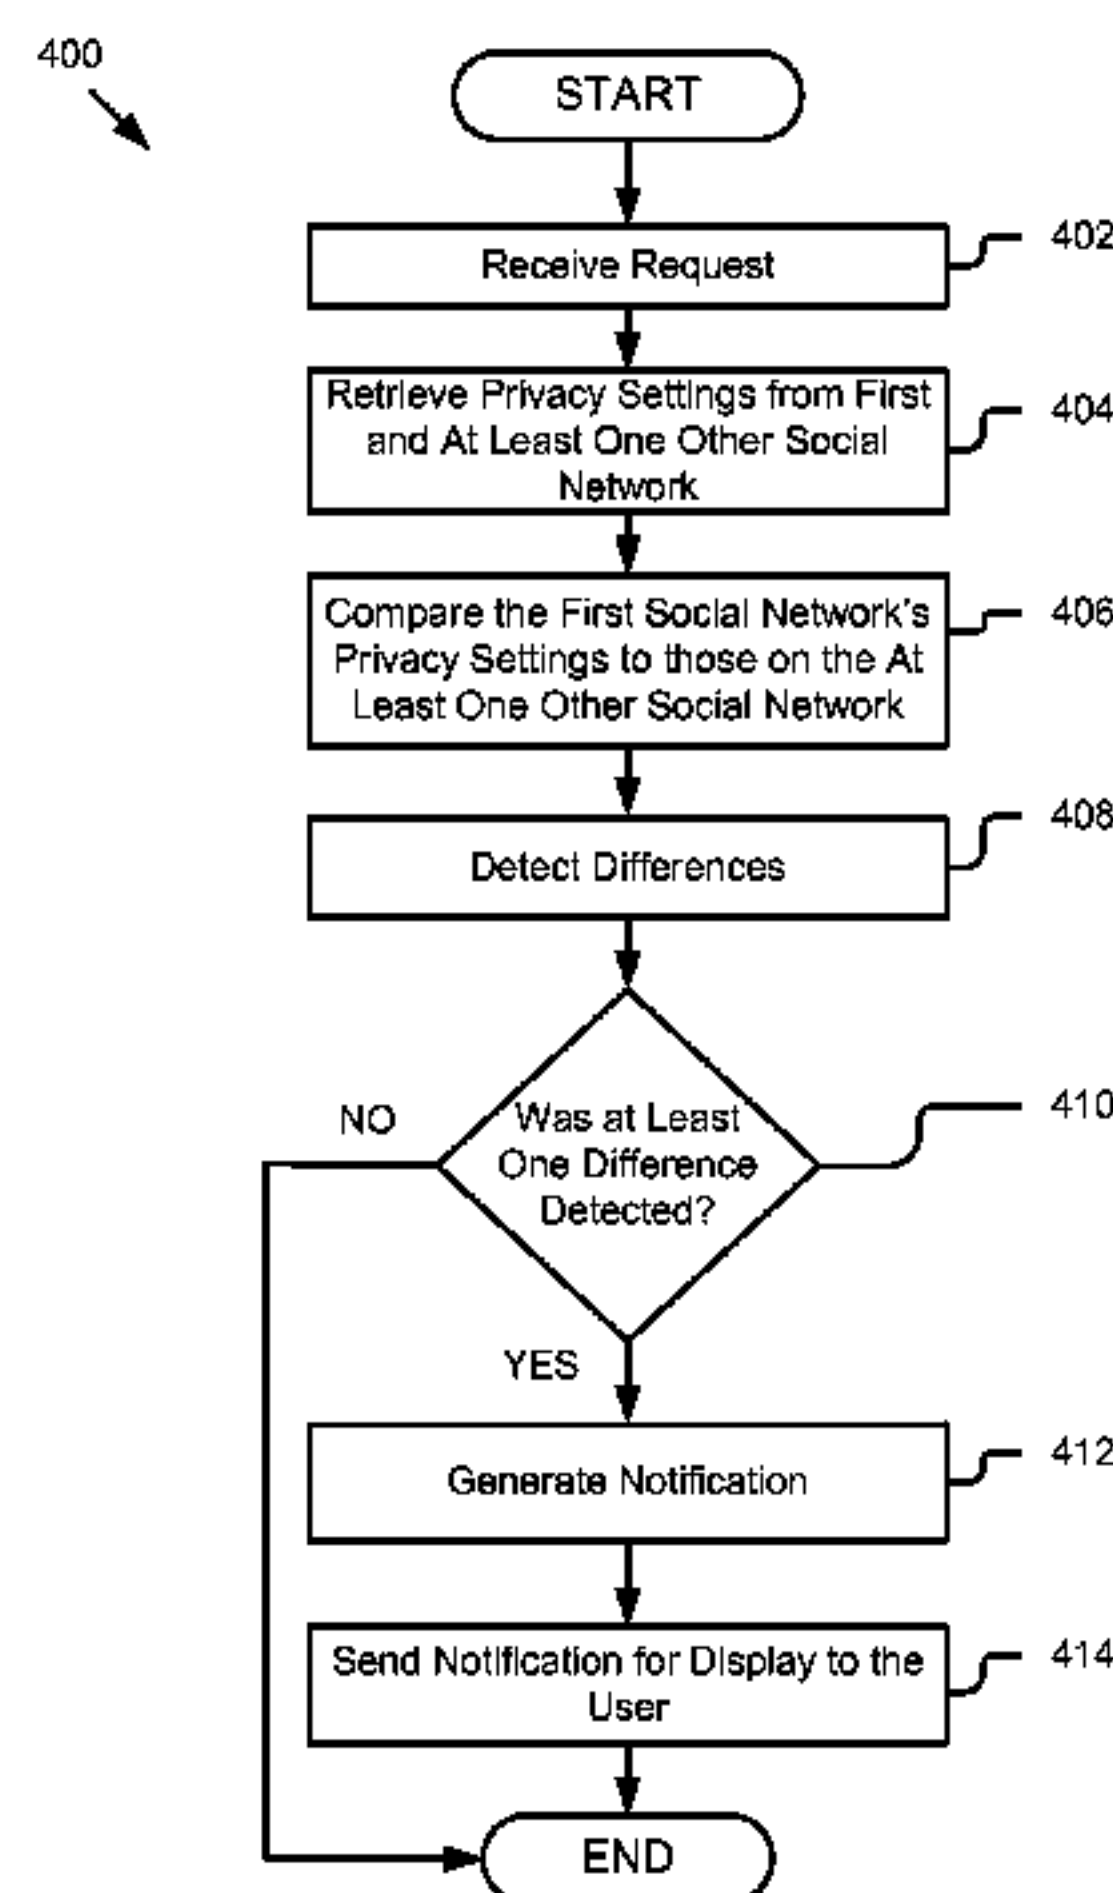 400
START
Receive Request
402
Retrieve Privacy Settings from First
and At Least One Other Social
Network
404
Compare the First Social Network's
Privacy Settings to those on the At
Least One Other Social Network
406
Detect Differences
408
Was at Least
One Difference
Detected?
410
NO
YES
Generate Notification
412
Send Notification for Display to the
User
414
END